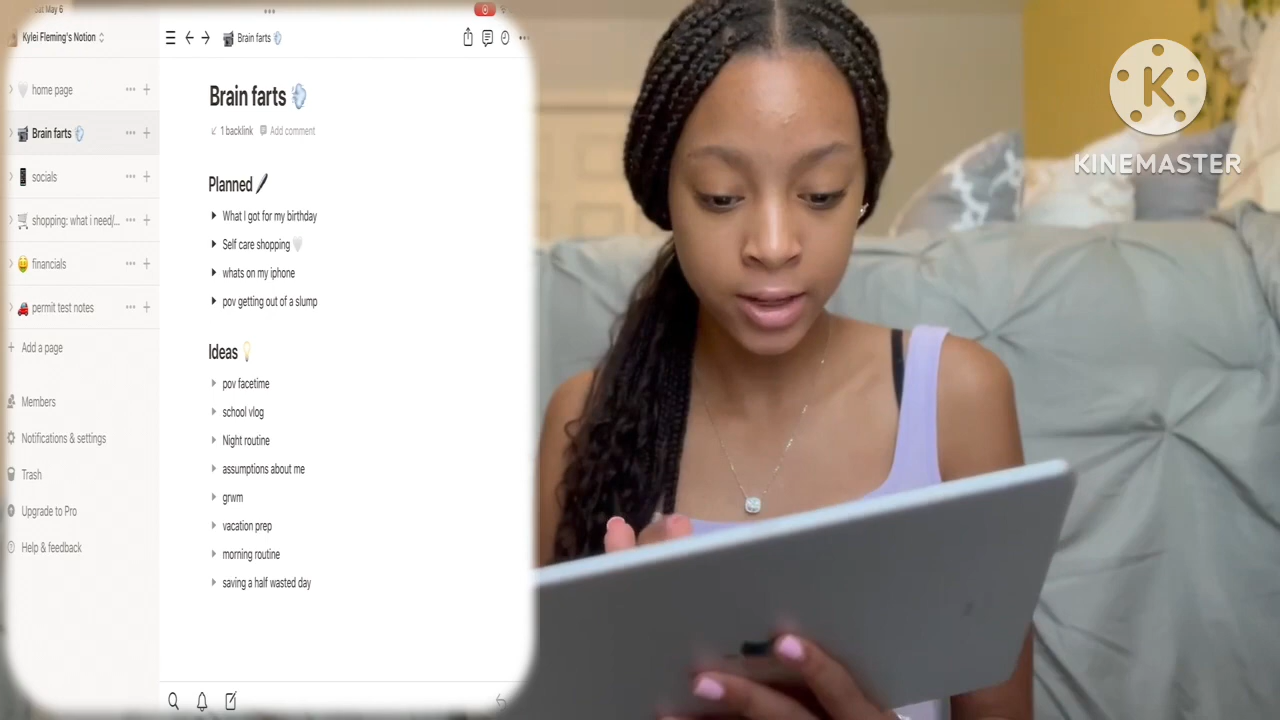 Sat May 6
Kylei Fleming's Notion
home page
Brain farts
socials
shopping: what i need/...
financials
permit test notes
Add a page
Members
Notifications & settings
Trash
Upgrade to Pro
Help & feedback
Brain farts
Brain farts
1 backlink Add comment
Planned
What I got for my birthday
Self care shopping
whats on my iphone
pov getting out of a slump
Ideas
pov facetime
school vlog
Night routine
assumptions about me
grwm
vacation prep
morning routine
saving a half wasted day
K
KINEMASTER